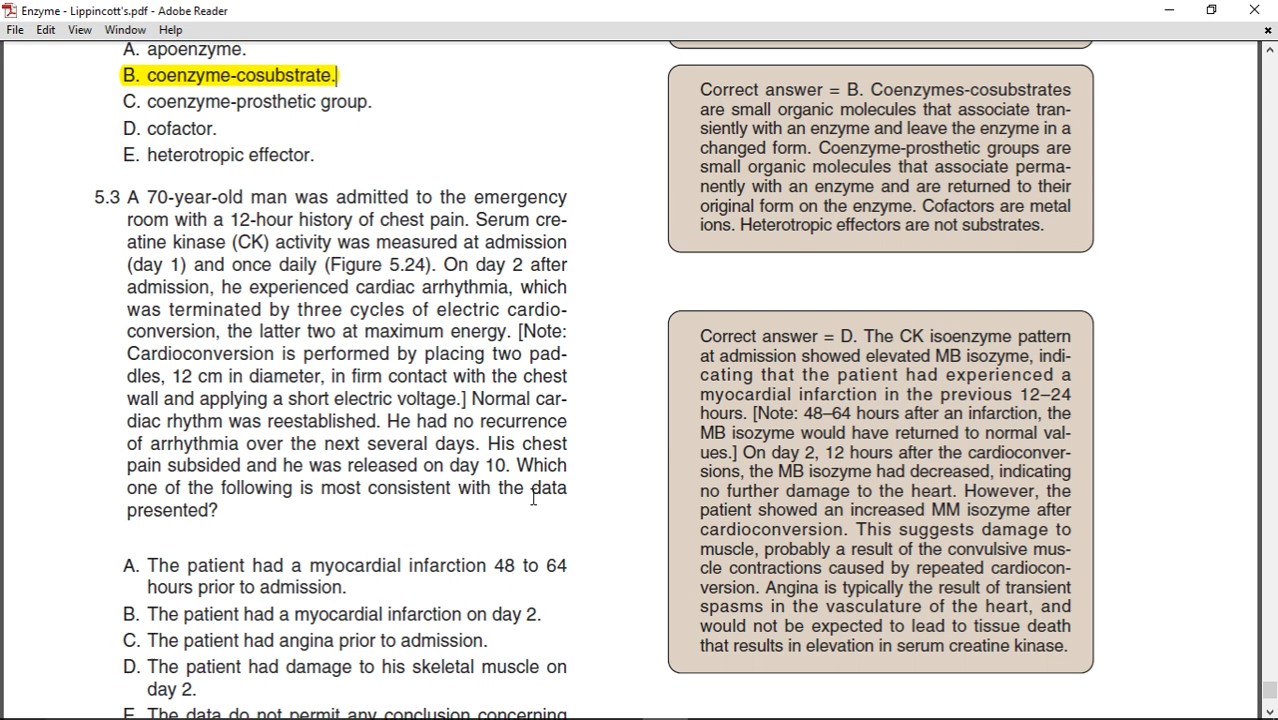 Enzyme - Lippincott's.pdf - Adobe Reader
File Edit View Window Help
A. apoenzyme.
B. coenzyme-cosubstrate.
C. coenzyme-prosthetic group.
D. cofactor.
E. heterotropic effector.
5.3 A 70-year-old man was admitted to the emergency
room with a 12-hour history of chest pain. Serum cre-
atine kinase (CK) activity was measured at admission
(day 1) and once daily (Figure 5.24). On day 2 after
admission, he experienced cardiac arrhythmia, which
was terminated by three cycles of electric cardio-
conversion, the latter two at maximum energy. [Note:
Cardioconversion is performed by placing two pad-
dles, 12 cm in diameter, in firm contact with the chest
wall and applying a short electric voltage.] Normal car-
diac rhythm was reestablished. He had no recurrence
of arrhythmia over the next several days. His chest
pain subsided and he was released on day 10. Which
one of the following is most consistent with the data
presented?
A. The patient had a myocardial infarction 48 to 64
hours prior to admission.
B. The patient had a myocardial infarction on day 2.
C. The patient had angina prior to admission.
D. The patient had damage to his skeletal muscle on
day 2.
E. The data do not permit any conclusion concerning
Correct answer = B. Coenzymes-cosubstrates
are small organic molecules that associate tran-
siently with an enzyme and leave the enzyme in a
changed form. Coenzyme-prosthetic groups are
small organic molecules that associate perma-
nently with an enzyme and are returned to their
original form on the enzyme. Cofactors are metal
ions. Heterotropic effectors are not substrates.
Correct answer = D. The CK isoenzyme pattern
at admission showed elevated MB isozyme, indi-
cating that the patient had experienced a
myocardial infarction in the previous 12–24
hours. [Note: 48–64 hours after an infarction, the
MB isozyme would have returned to normal val-
ues.] On day 2, 12 hours after the cardioconver-
sions, the MB isozyme had decreased, indicating
no further damage to the heart. However, the
patient showed an increased MM isozyme after
cardioconversion. This suggests damage to
muscle, probably a result of the convulsive mus-
cle contractions caused by repeated cardiocon-
version. Angina is typically the result of transient
spasms in the vasculature of the heart, and
would not be expected to lead to tissue death
that results in elevation in serum creatine kinase.